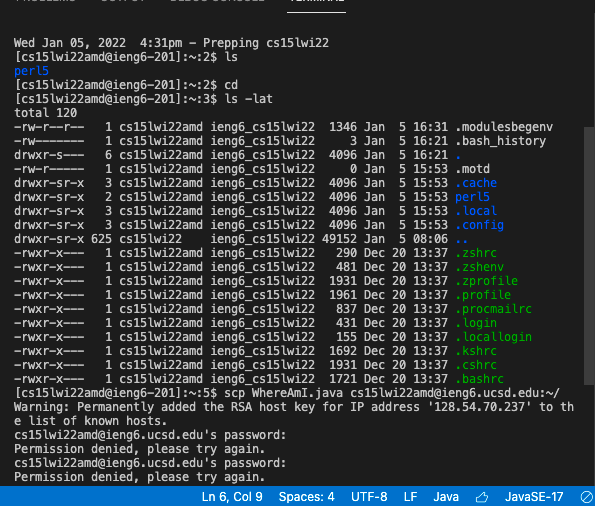 TERMINAL
Wed Jan 05, 2022  4:31pm - Prepping cs15lwi22
[cs15lwi22amd@ieng6-201]:~:2$ ls
perl5
[cs15lwi22amd@ieng6-201]:~:2$ cd
[cs15lwi22amd@ieng6-201]:~:3$ ls -lat
total 120
-rw-r--r--   1 cs15lwi22amd ieng6_cs15lwi22  1346 Jan  5 16:31 .modulesbegenv
-rw-------   1 cs15lwi22amd ieng6_cs15lwi22     3 Jan  5 16:21 .bash_history
drwxr-s---   6 cs15lwi22amd ieng6_cs15lwi22  4096 Jan  5 16:21 .
-rw-r-----   1 cs15lwi22amd ieng6_cs15lwi22     0 Jan  5 15:53 .motd
drwxr-sr-x   3 cs15lwi22amd ieng6_cs15lwi22  4096 Jan  5 15:53 .cache
drwxr-sr-x   2 cs15lwi22amd ieng6_cs15lwi22  4096 Jan  5 15:53 perl5
drwxr-sr-x   3 cs15lwi22amd ieng6_cs15lwi22  4096 Jan  5 15:53 .local
drwxr-sr-x   3 cs15lwi22amd ieng6_cs15lwi22  4096 Jan  5 15:53 .config
drwxr-sr-x 625 cs15lwi22    ieng6_cs15lwi22 49152 Jan  5 08:06 ..
-rwxr-x---   1 cs15lwi22amd ieng6_cs15lwi22   290 Dec 20 13:37 .zshrc
-rwxr-x---   1 cs15lwi22amd ieng6_cs15lwi22   481 Dec 20 13:37 .zshenv
-rwxr-x---   1 cs15lwi22amd ieng6_cs15lwi22  1931 Dec 20 13:37 .zprofile
-rwxr-x---   1 cs15lwi22amd ieng6_cs15lwi22  1961 Dec 20 13:37 .profile
-rwxr-x---   1 cs15lwi22amd ieng6_cs15lwi22   837 Dec 20 13:37 .procmailrc
-rwxr-x---   1 cs15lwi22amd ieng6_cs15lwi22   431 Dec 20 13:37 .login
-rwxr-x---   1 cs15lwi22amd ieng6_cs15lwi22   155 Dec 20 13:37 .locallogin
-rwxr-x---   1 cs15lwi22amd ieng6_cs15lwi22  1692 Dec 20 13:37 .kshrc
-rwxr-x---   1 cs15lwi22amd ieng6_cs15lwi22  1931 Dec 20 13:37 .cshrc
-rwxr-x---   1 cs15lwi22amd ieng6_cs15lwi22  1721 Dec 20 13:37 .bashrc
[cs15lwi22amd@ieng6-201]:~:5$ scp WhereAmI.java cs15lwi22amd@ieng6.ucsd.edu:~/
Warning: Permanently added the RSA host key for IP address '128.54.70.237' to th
e list of known hosts.
cs15lwi22amd@ieng6.ucsd.edu's password:
Permission denied, please try again.
cs15lwi22amd@ieng6.ucsd.edu's password:
Permission denied, please try again.
Ln 6, Col 9    Spaces: 4    UTF-8    LF    Java    JavaSE-17